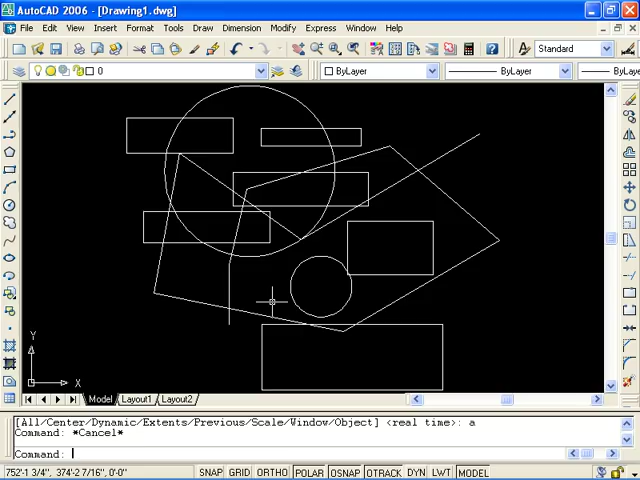 AutoCAD 2006 - [Drawing1.dwg]
File Edit View Insert Format Tools Draw Dimension Modify Express Window Help
Standard
0 ByLayer ByLayer ByLayer
Y
X
Model Layout1 Layout2
[All/Center/Dynamic/Extents/Previous/Scale/Window/Object] <real time>: a
Command: *Cancel*
Command:
752'-1 3/4", 374'-2 7/16", 0'-0" SNAP GRID ORTHO POLAR OSNAP OTRACK DYN LWT MODEL